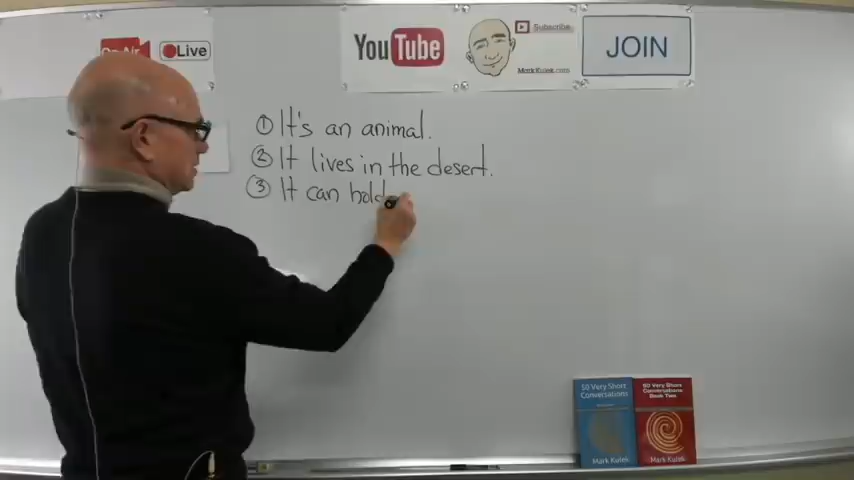 On Air
Live
YouTube
Subscribe
MarkKulek.com
JOIN
① It's an animal.
② It lives in the desert.
③ It can hold
50 Very Short
Conversations
Mark Kulek
50 Very Short
Conversations
Book Two
Mark Kulek